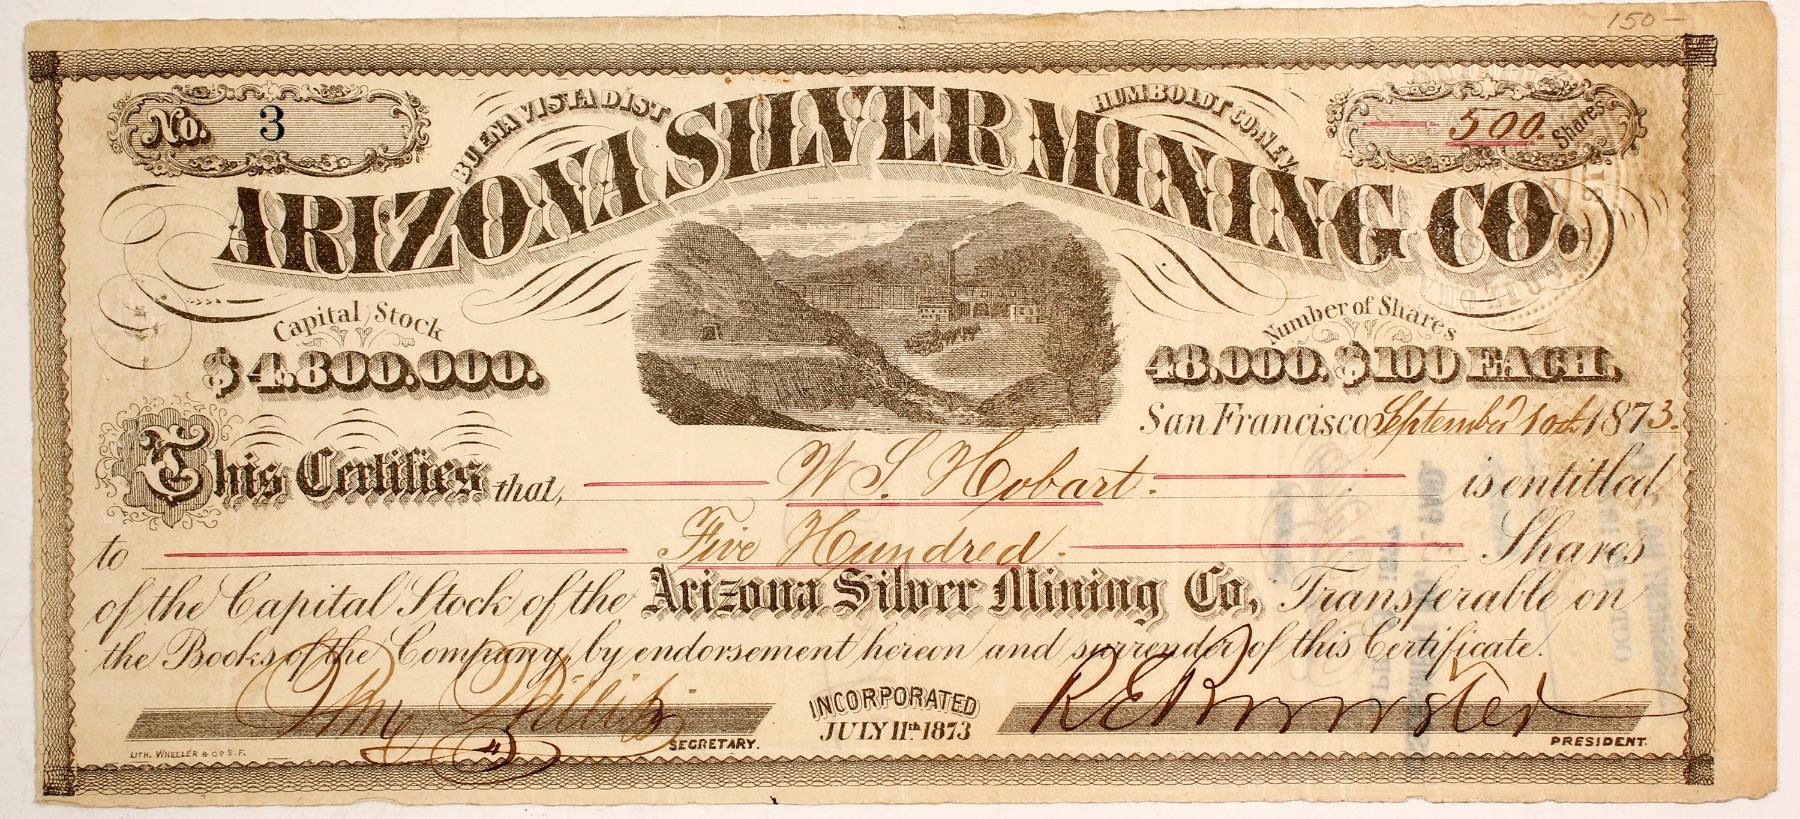 150 —
No. 3
BUENA VISTA DIST
HUMBOLDT CO. NEV.
500. Shares
ARIZONA SILVER MINING CO.
Capital Stock
$4.800.000.
Number of Shares
48.000. $100 EACH.
San Francisco September 10th 1873.
This Certifies that, W S. Hobart. is entitled
to Five Hundred. Shares
of the Capital Stock of the Arizona Silver Mining Co, Transferable on
the Books of the Company, by endorsement hereon and surrender of this Certificate.
Wm Willis
SECRETARY.
INCORPORATED
JULY 11th 1873
PRESIDENT.
LITH. WHEELER & CO S.F.